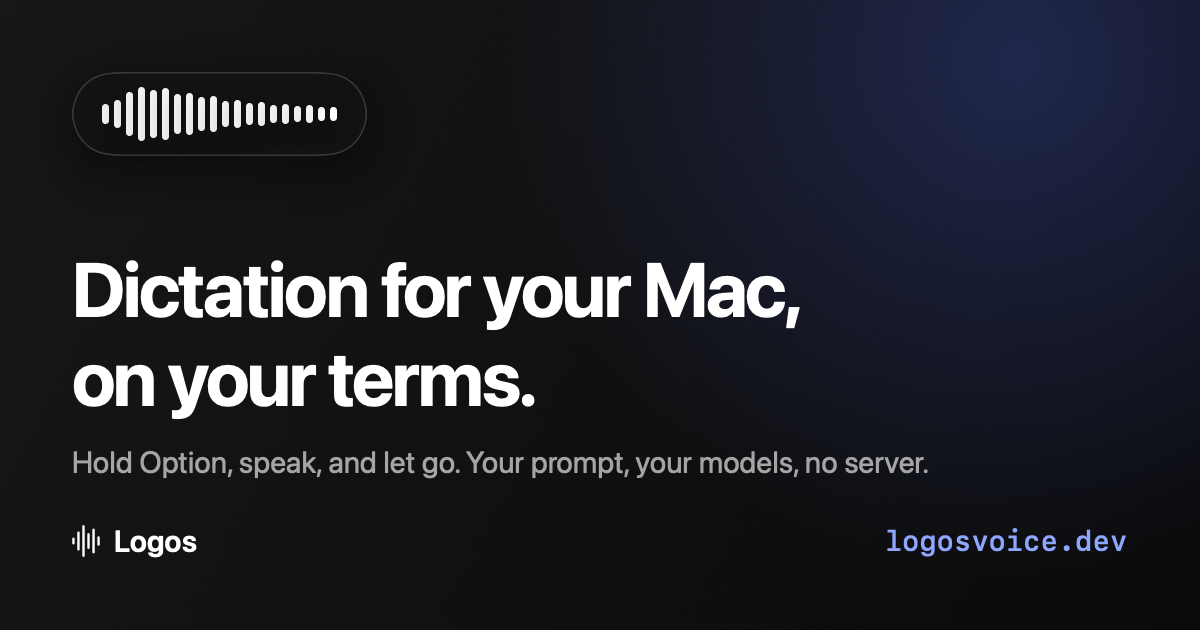 Dictation for your Mac,
on your terms.
Hold Option, speak, and let go. Your prompt, your models, no server.
Logos
logosvoice.dev